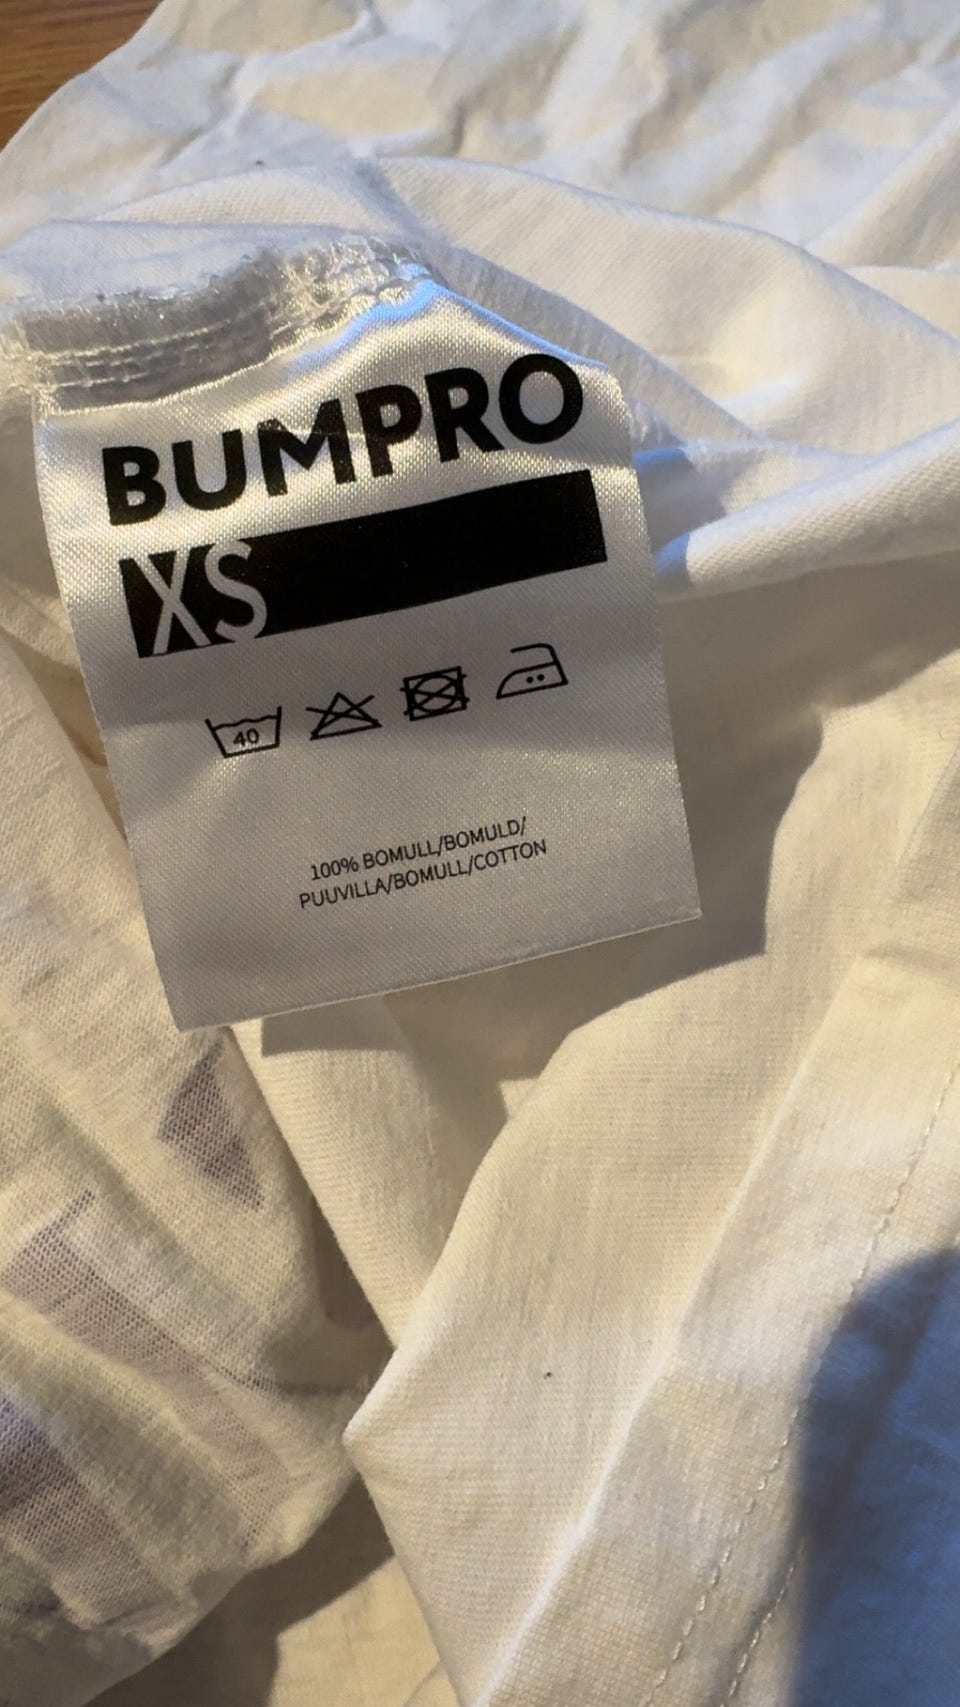 BUMPRO
XS
40
100% BOMULL/BOMULD/
PUUVILLA/BOMULL/COTTON